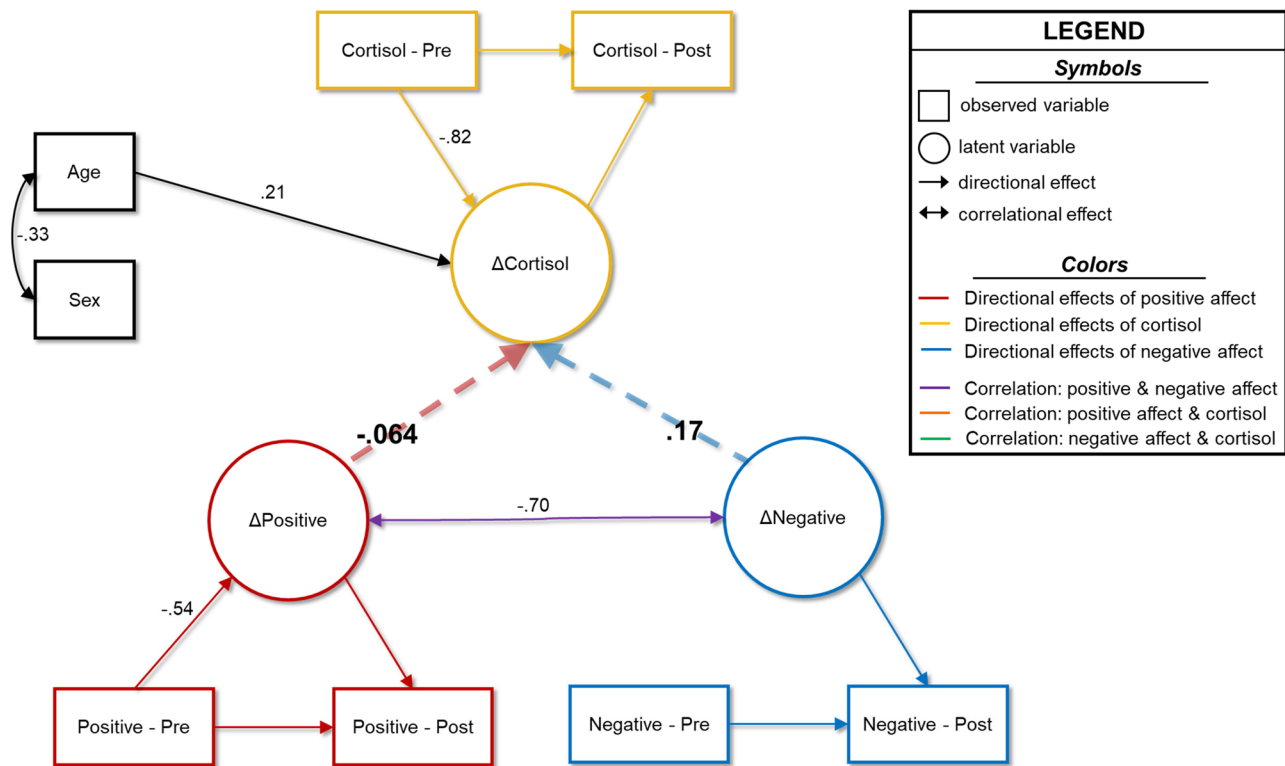 Cortisol - Pre
Cortisol - Post
-.82
Age
.21
-.33
Sex
ΔCortisol
-.064
.17
ΔPositive
-.70
ΔNegative
-.54
Positive - Pre
Positive - Post
Negative - Pre
Negative - Post
LEGEND
Symbols
observed variable
latent variable
directional effect
correlational effect
Colors
Directional effects of positive affect
Directional effects of cortisol
Directional effects of negative affect
Correlation: positive & negative affect
Correlation: positive affect & cortisol
Correlation: negative affect & cortisol